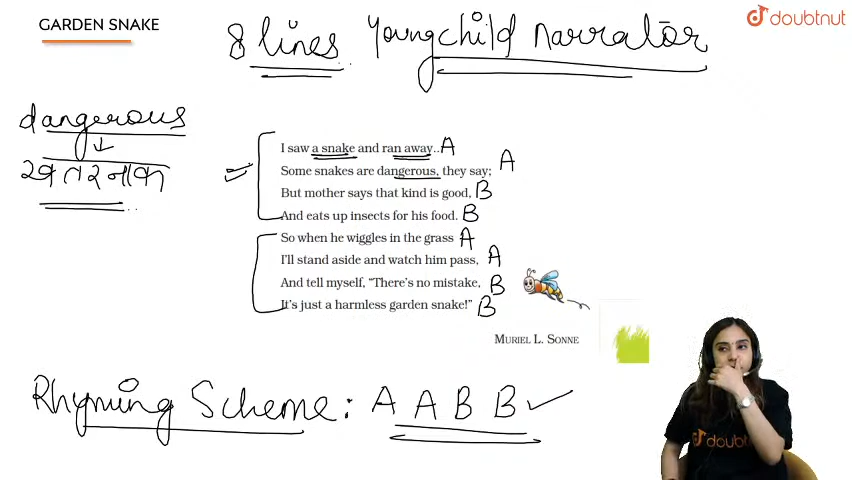 GARDEN SNAKE
8 lines Young child narrator
doubtnut
dangerous
खतरनाक
I saw a snake and ran away.. A
Some snakes are dangerous, they say; A
But mother says that kind is good, B
And eats up insects for his food. B
So when he wiggles in the grass A
I'll stand aside and watch him pass, A
And tell myself, “There's no mistake, B
It's just a harmless garden snake!” B
MURIEL L. SONNE
Rhyming Scheme: A A B B
doubtnut